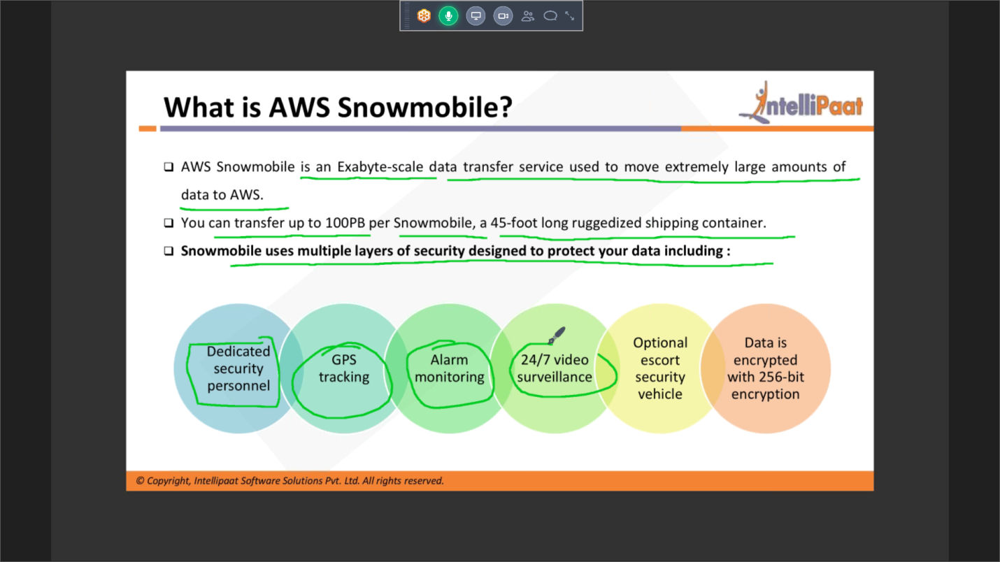 What is AWS Snowmobile?
IntelliPaat
❑ AWS Snowmobile is an Exabyte-scale data transfer service used to move extremely large amounts of
data to AWS.
❑ You can transfer up to 100PB per Snowmobile, a 45-foot long ruggedized shipping container.
❑ Snowmobile uses multiple layers of security designed to protect your data including :
Dedicated
security
personnel
GPS
tracking
Alarm
monitoring
24/7 video
surveillance
Optional
escort
security
vehicle
Data is
encrypted
with 256-bit
encryption
© Copyright, Intellipaat Software Solutions Pvt. Ltd. All rights reserved.